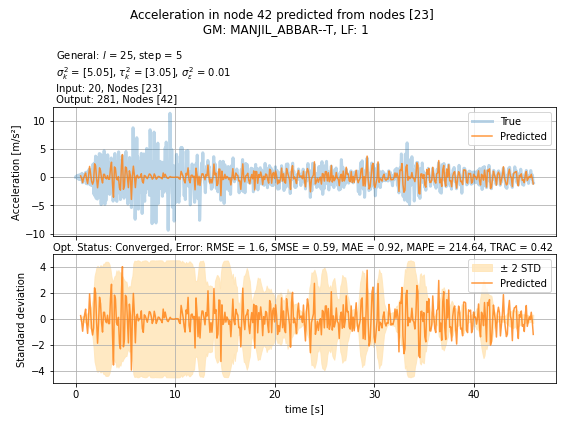 Acceleration in node 42 predicted from nodes [23]
GM: MANJIL_ABBAR--T, LF: 1
General: l = 25, step = 5
σ²ₖ = [5.05], τ²ₖ = [3.05], σ²ε = 0.01
Input: 20, Nodes [23]
Output: 281, Nodes [42]
Acceleration [m/s²]
10
5
0
−5
−10
True
Predicted
Opt. Status: Converged, Error: RMSE = 1.6, SMSE = 0.59, MAE = 0.92, MAPE = 214.64, TRAC = 0.42
Standard deviation
4
2
0
−2
−4
± 2 STD
Predicted
0 10 20 30 40
time [s]